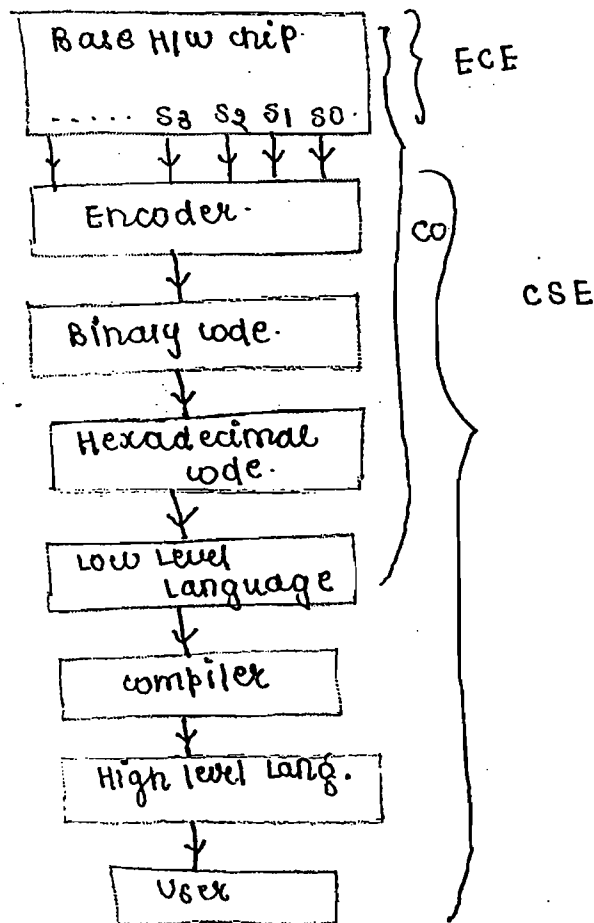 Base H/W chip.
ECE
..... S3 S2 S1 S0.
Encoder.
CO
CSE
Binary code.
Hexadecimal
code.
Low Level
Language
compiler
High level Lang.
User